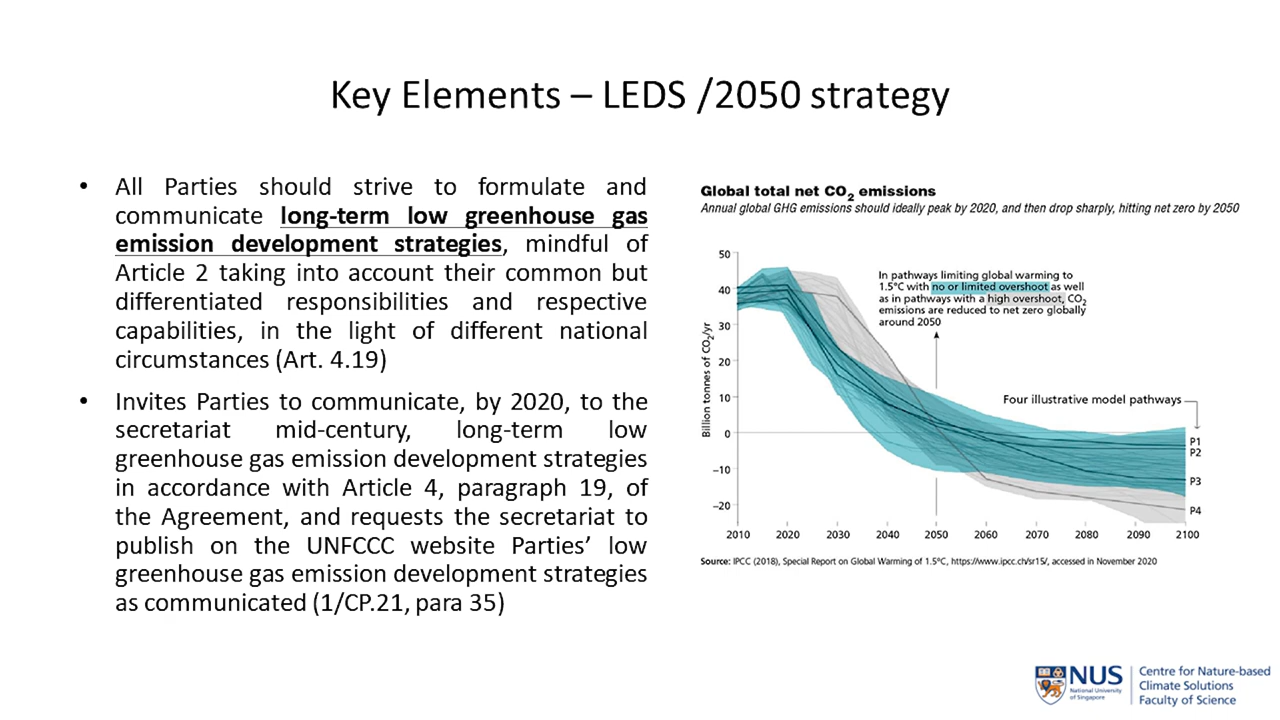 Key Elements – LEDS /2050 strategy
• All Parties should strive to formulate and
communicate long-term low greenhouse gas
emission development strategies, mindful of
Article 2 taking into account their common but
differentiated responsibilities and respective
capabilities, in the light of different national
circumstances (Art. 4.19)
• Invites Parties to communicate, by 2020, to the
secretariat mid-century, long-term low
greenhouse gas emission development strategies
in accordance with Article 4, paragraph 19, of
the Agreement, and requests the secretariat to
publish on the UNFCCC website Parties’ low
greenhouse gas emission development strategies
as communicated (1/CP.21, para 35)
Global total net CO2 emissions
Annual global GHG emissions should ideally peak by 2020, and then drop sharply, hitting net zero by 2050
Billion tonnes of CO2/yr
50
40
30
20
10
0
−10
−20
2010 2020 2030 2040 2050 2060 2070 2080 2090 2100
In pathways limiting global warming to
1.5°C with no or limited overshoot as well
as in pathways with a high overshoot, CO2
emissions are reduced to net zero globally
around 2050
Four illustrative model pathways
P1
P2
P3
P4
Source: IPCC (2018), Special Report on Global Warming of 1.5°C, https://www.ipcc.ch/sr15/, accessed in November 2020
NUS
National University
of Singapore
Centre for Nature-based
Climate Solutions
Faculty of Science